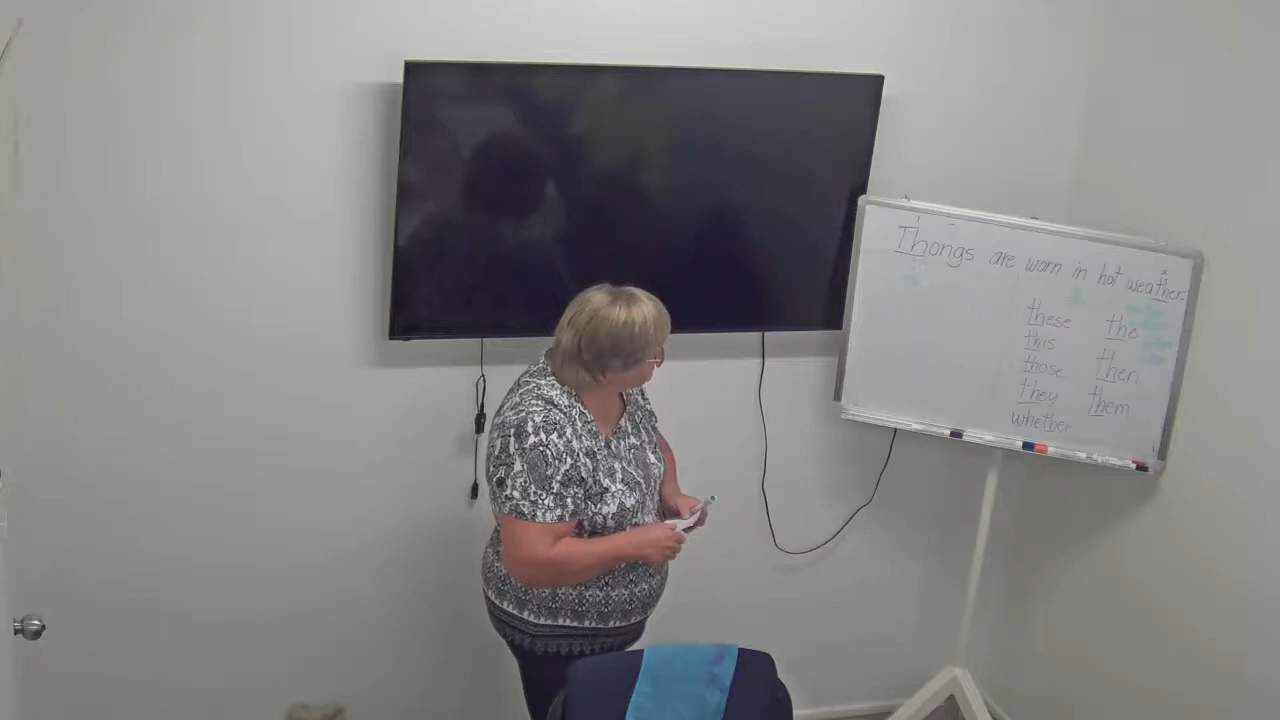 Thongs are worn in hot weather.
these the
this
those then
they them
whether